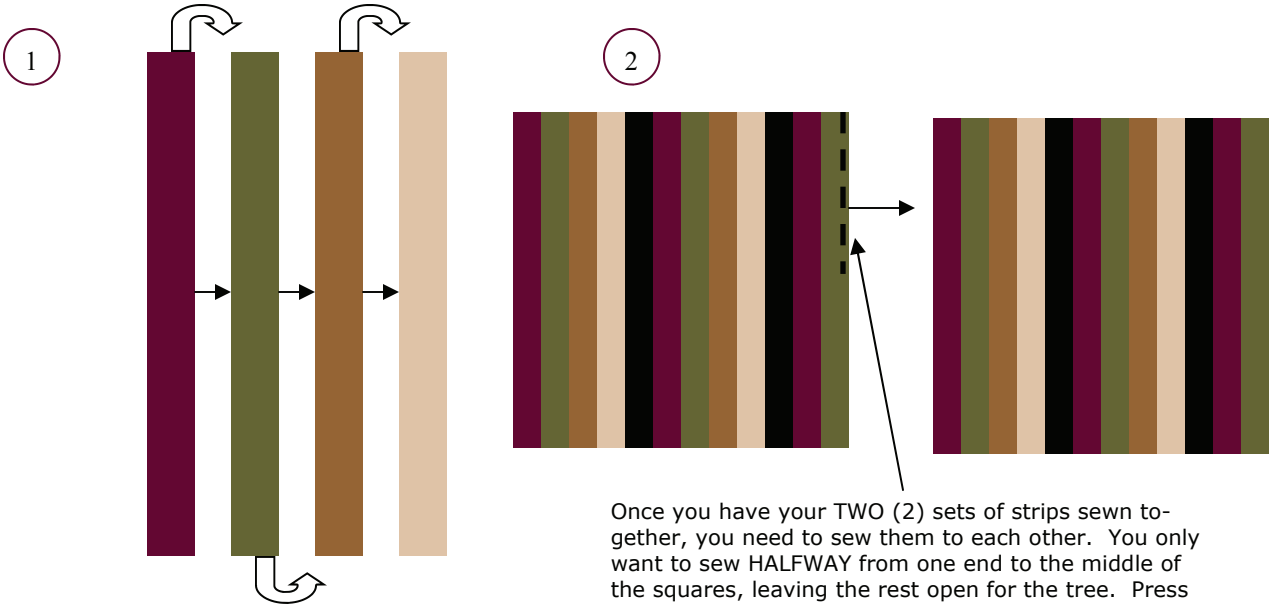 1
2
Once you have your TWO (2) sets of strips sewn to-
gether, you need to sew them to each other.  You only
want to sew HALFWAY from one end to the middle of
the squares, leaving the rest open for the tree.  Press